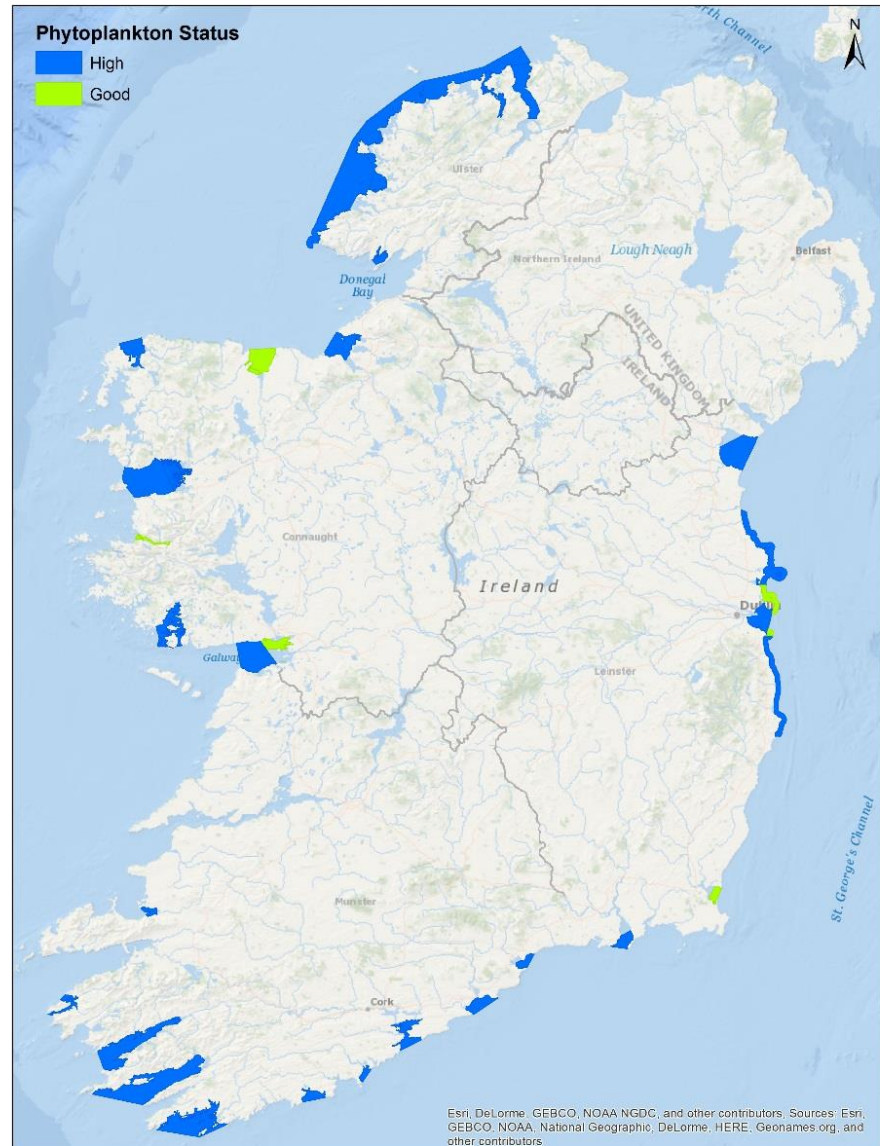 Phytoplankton Status
High
Good
North Channel
N
Ulster
Northern Ireland
Lough Neagh
Belfast
Donegal
Bay
UNITED KINGDOM
IRELAND
Connaught
Ireland
Dublin
Galway
Leinster
St. George's Channel
Munster
Cork
Esri, DeLorme, GEBCO, NOAA NGDC, and other contributors, Sources: Esri,
GEBCO, NOAA, National Geographic, DeLorme, HERE, Geonames.org, and
other contributors